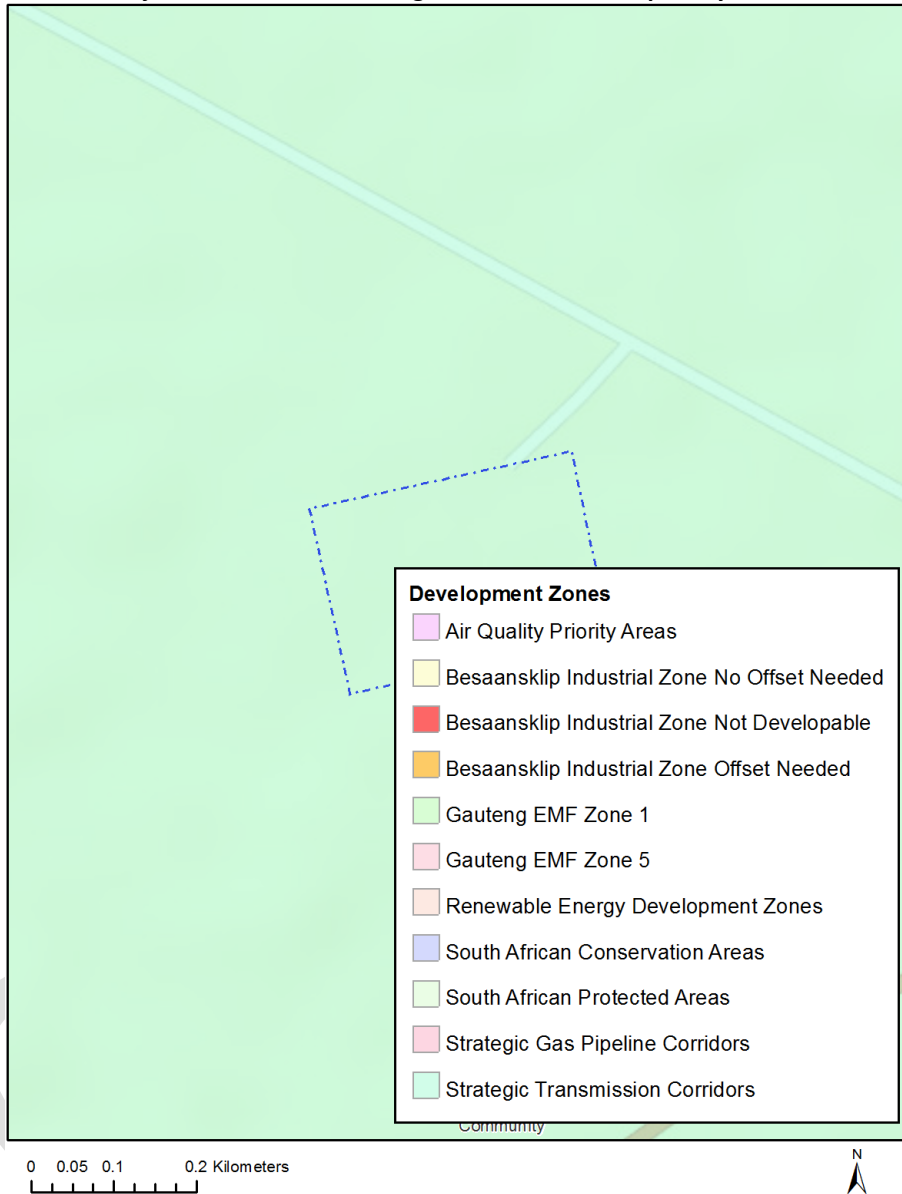 Development Zones
Air Quality Priority Areas
Besaansklip Industrial Zone No Offset Needed
Besaansklip Industrial Zone Not Developable
Besaansklip Industrial Zone Offset Needed
Gauteng EMF Zone 1
Gauteng EMF Zone 5
Renewable Energy Development Zones
South African Conservation Areas
South African Protected Areas
Strategic Gas Pipeline Corridors
Strategic Transmission Corridors
Community
0 0.05 0.1 0.2 Kilometers
N